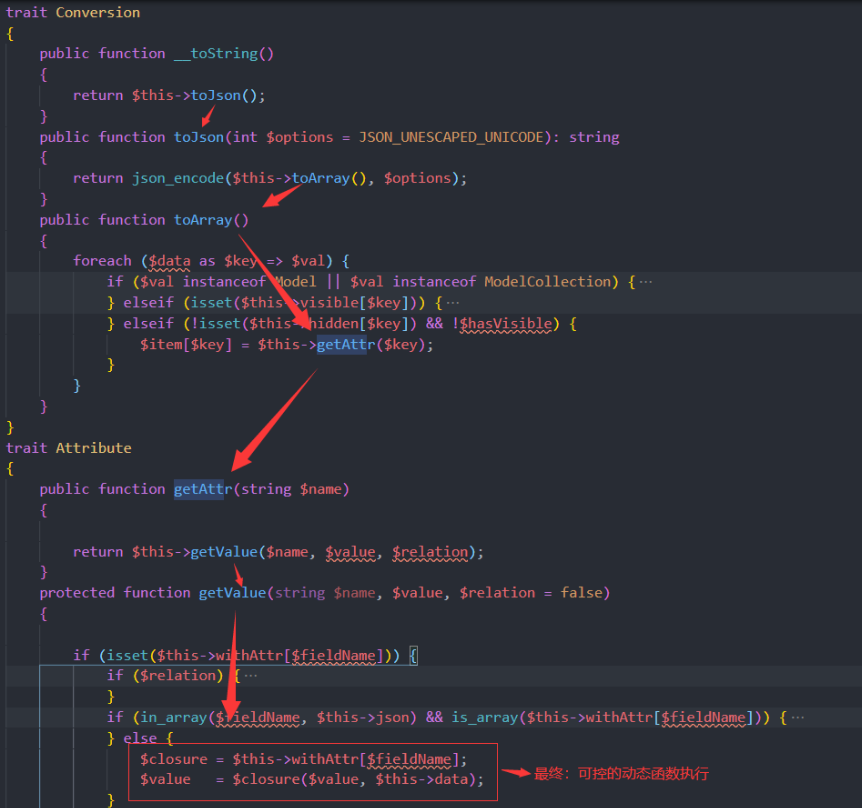 trait Conversion
{
    public function __toString()
    {
        return $this->toJson();
    }
    public function toJson(int $options = JSON_UNESCAPED_UNICODE): string
    {
        return json_encode($this->toArray(), $options);
    }
    public function toArray()
    {
        foreach ($data as $key => $val) {
            if ($val instanceof Model || $val instanceof ModelCollection) {…
            } elseif (isset($this->visible[$key])) {…
            } elseif (!isset($this->hidden[$key]) && !$hasVisible) {
                $item[$key] = $this->getAttr($key);
            }
        }
    }
}
trait Attribute
{
    public function getAttr(string $name)
    {
        return $this->getValue($name, $value, $relation);
    }
    protected function getValue(string $name, $value, $relation = false)
    {
        if (isset($this->withAttr[$fieldName])) {
            if ($relation) {…
            }
            if (in_array($fieldName, $this->json) && is_array($this->withAttr[$fieldName])) {…
            } else {
                $closure = $this->withAttr[$fieldName];
                $value   = $closure($value, $this->data);
最终：可控的动态函数执行
            }